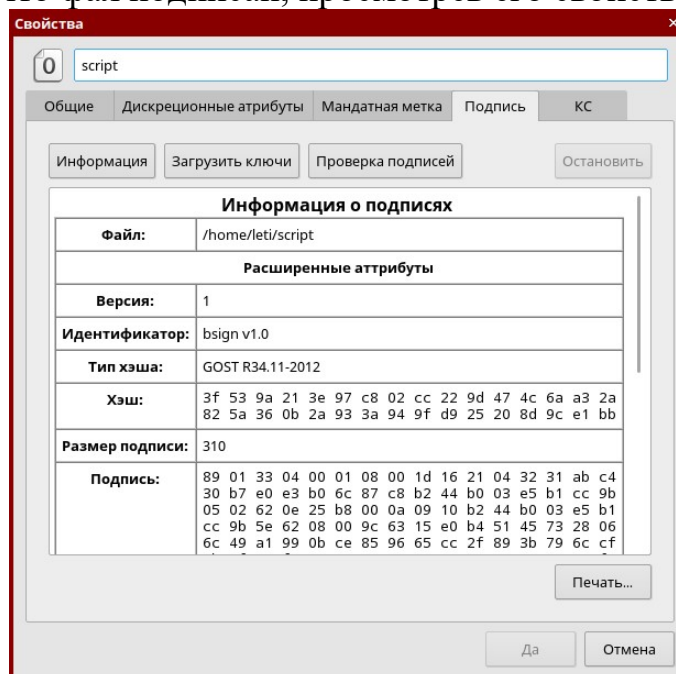 Свойства
script
Общие Дискреционные атрибуты Мандатная метка Подпись КС
Информация Загрузить ключи Проверка подписей Остановить
Информация о подписях
Файл: /home/leti/script
Расширенные аттрибуты
Версия: 1
Идентификатор: bsign v1.0
Тип хэша: GOST R34.11-2012
Хэш: 3f 53 9a 21 3e 97 c8 02 cc 22 9d 47 4c 6a a3 2a
82 5a 36 0b 2a 93 3a 94 9f d9 25 20 8d 9c e1 bb
Размер подписи: 310
Подпись: 89 01 33 04 00 01 08 00 1d 16 21 04 32 31 ab c4
30 b7 e0 e3 b0 6c 87 c8 b2 44 b0 03 e5 b1 cc 9b
05 02 62 0e 25 b8 00 0a 09 10 b2 44 b0 03 e5 b1
cc 9b 5e 62 08 00 9c 63 15 e0 b4 51 45 73 28 06
6c 49 a1 99 0b ce 85 96 65 cc 2f 89 3b 79 6c cf
Печать...
Да Отмена